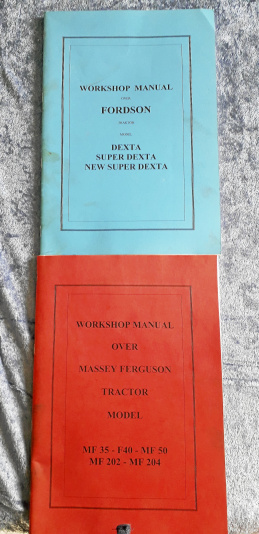 WORKSHOP MANUAL
OVER
FORDSON
TRACTOR
MODEL
DEXTA
SUPER DEXTA
NEW SUPER DEXTA
WORKSHOP MANUAL
OVER
MASSEY FERGUSON
TRACTOR
MODEL
MF 35 - F40 - MF 50
MF 202 - MF 204